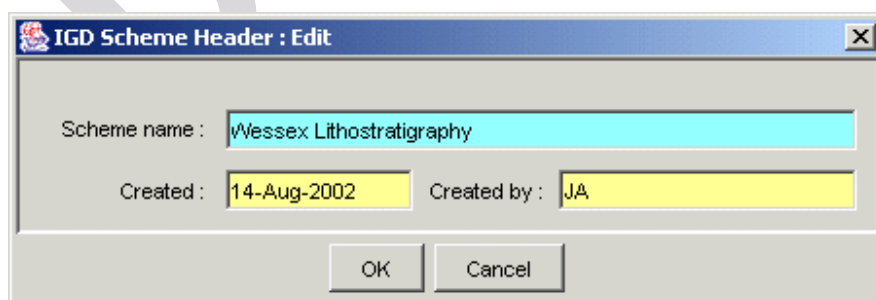 IGD Scheme Header : Edit
Scheme name : Wessex Lithostratigraphy
Created : 14-Aug-2002 Created by : JA
OK Cancel